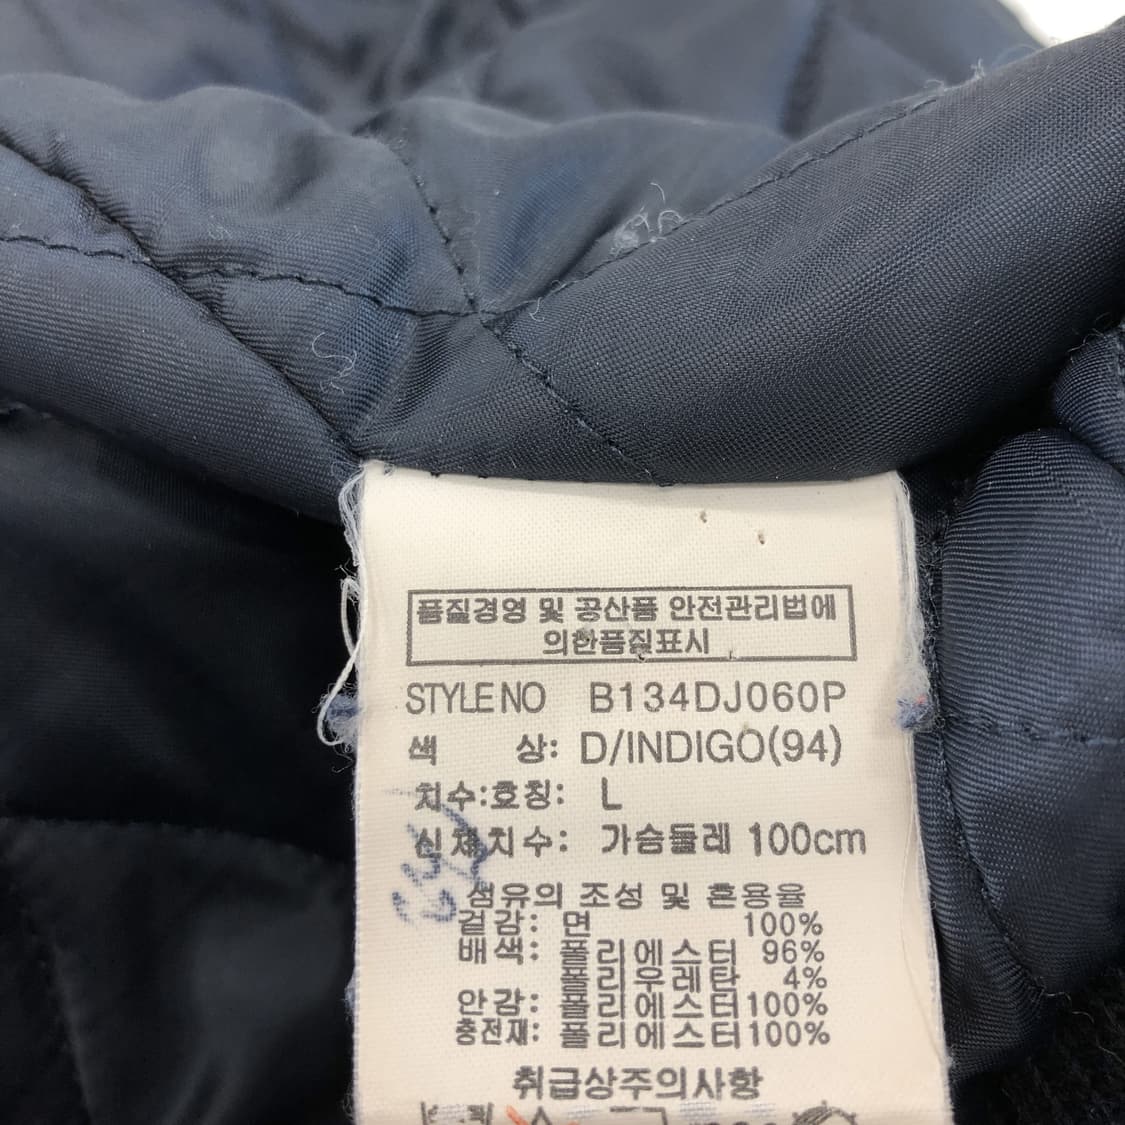 품질경영 및 공산품 안전관리법에
의한품질표시
STYLE NO B134DJ060P
색 상: D/INDIGO(94)
치수:호칭: L
신체치수: 가슴둘레 100cm
섬유의 조성 및 혼용율
겉감: 면 100%
배색: 폴리에스터 96%
폴리우레탄 4%
안감: 폴리에스터100%
충전재: 폴리에스터100%
취급상주의사항